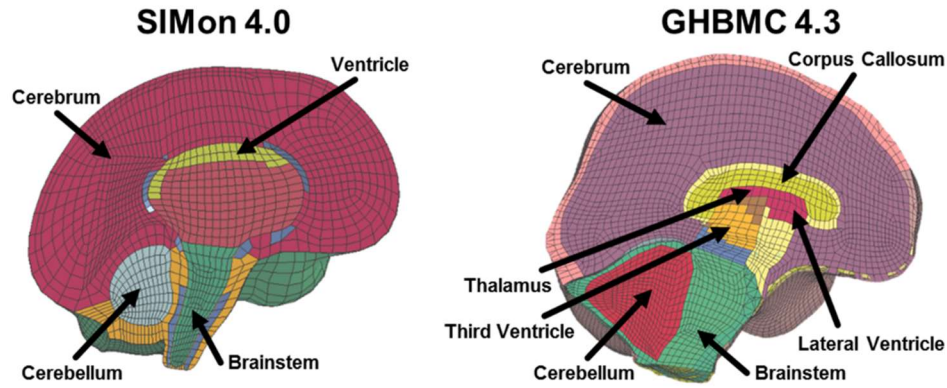 SIMon 4.0
GHBMC 4.3
Ventricle
Cerebrum
Cerebellum
Brainstem
Corpus Callosum
Cerebrum
Thalamus
Third Ventricle
Lateral Ventricle
Cerebellum
Brainstem